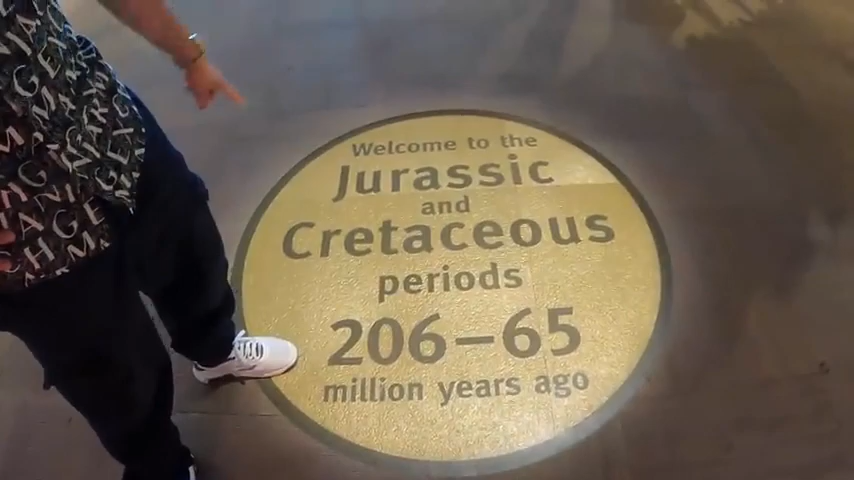 Welcome to the
Jurassic
and
Cretaceous
periods
206–65
million years ago